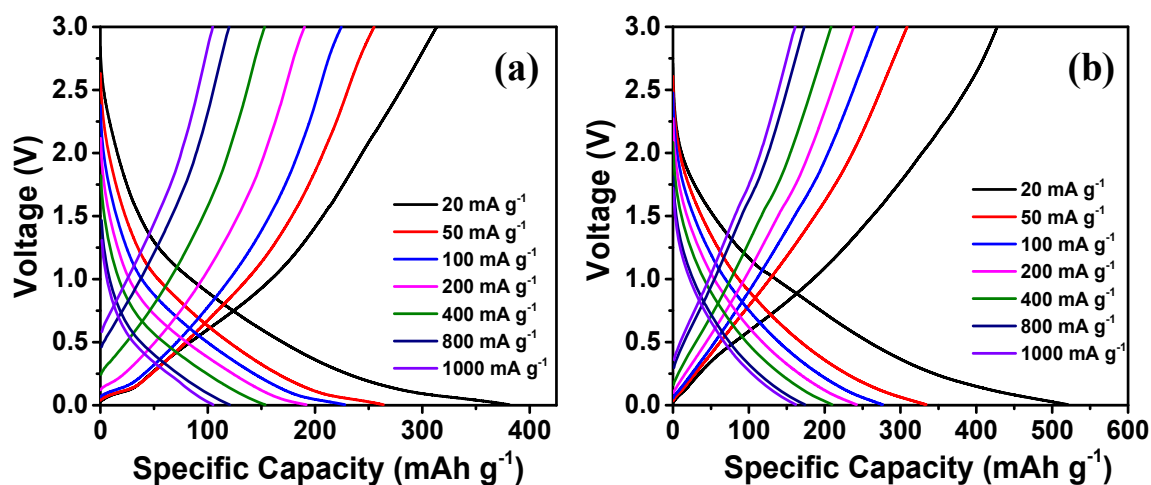 (a)
Voltage (V)
3.0
2.5
2.0
1.5
1.0
0.5
0.0
20 mA g⁻¹
50 mA g⁻¹
100 mA g⁻¹
200 mA g⁻¹
400 mA g⁻¹
800 mA g⁻¹
1000 mA g⁻¹
0 100 200 300 400
Specific Capacity (mAh g⁻¹)
(b)
Voltage (V)
3.0
2.5
2.0
1.5
1.0
0.5
0.0
20 mA g⁻¹
50 mA g⁻¹
100 mA g⁻¹
200 mA g⁻¹
400 mA g⁻¹
800 mA g⁻¹
1000 mA g⁻¹
0 100 200 300 400 500 600
Specific Capacity (mAh g⁻¹)